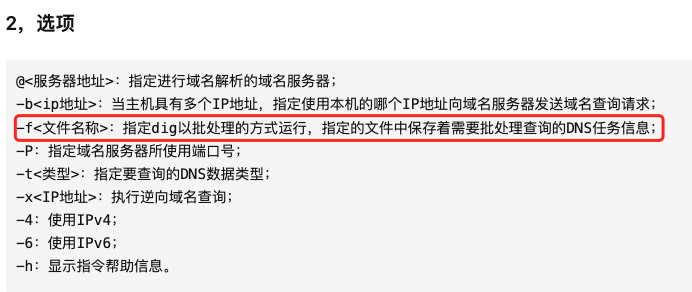 2，选项
@<服务器地址>：指定进行域名解析的域名服务器；
-b<ip地址>：当主机具有多个IP地址，指定使用本机的哪个IP地址向域名服务器发送域名查询请求；
-f<文件名称>：指定dig以批处理的方式运行，指定的文件中保存着需要批处理查询的DNS任务信息；
-P：指定域名服务器所使用端口号；
-t<类型>：指定要查询的DNS数据类型；
-x<IP地址>：执行逆向域名查询；
-4：使用IPv4；
-6：使用IPv6；
-h：显示指令帮助信息。